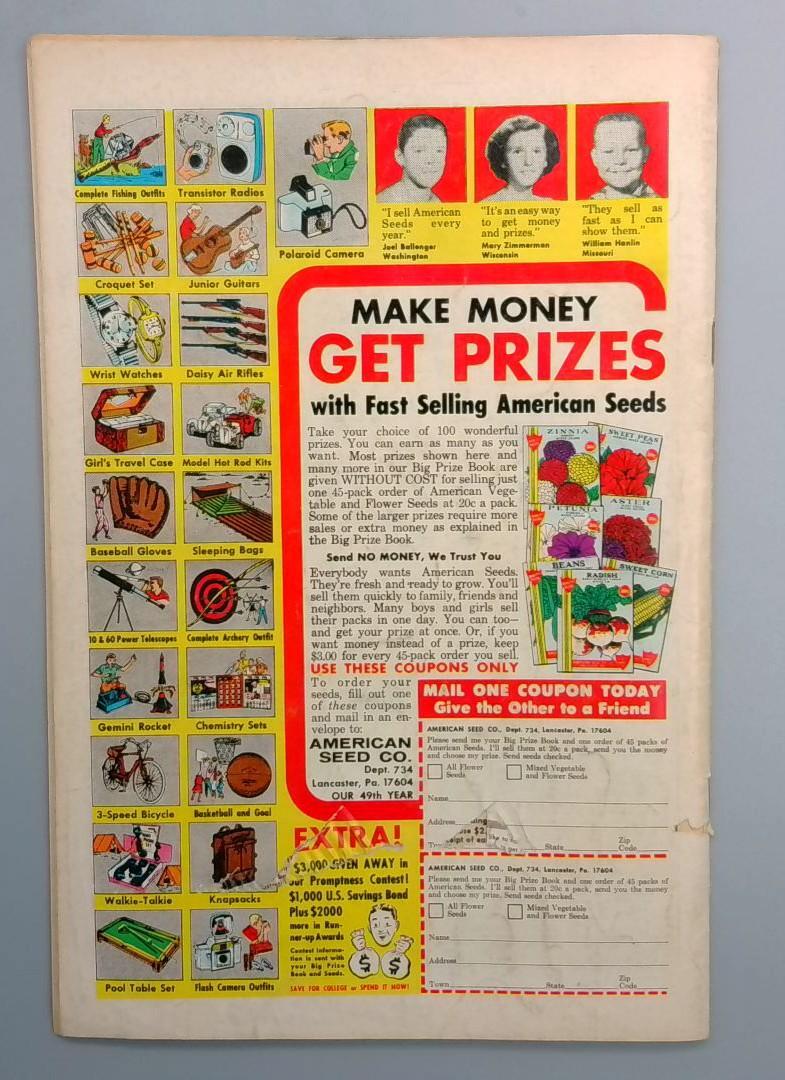 Complete Fishing Outfits
Transistor Radios
Polaroid Camera
"I sell American
Seeds every
year."
Joel Ballenger
Washington
"It's an easy way
to get money
and prizes."
Mary Zimmerman
Wisconsin
"They sell as
fast as I can
show them."
William Hanlin
Missouri
Croquet Set
Junior Guitars
Wrist Watches
Daisy Air Rifles
Girl's Travel Case
Model Hot Rod Kits
Baseball Gloves
Sleeping Bags
10 & 60 Power Telescopes
Complete Archery Outfit
Gemini Rocket
Chemistry Sets
3-Speed Bicycle
Basketball and Goal
Walkie-Talkie
Knapsacks
Pool Table Set
Flash Camera Outfits
MAKE MONEY
GET PRIZES
with Fast Selling American Seeds
Take your choice of 100 wonderful
prizes. You can earn as many as you
want. Most prizes shown here and
many more in our Big Prize Book are
given WITHOUT COST for selling just
one 45-pack order of American Vege-
table and Flower Seeds at 20c a pack.
Some of the larger prizes require more
sales or extra money as explained in
the Big Prize Book.
Send NO MONEY, We Trust You
Everybody wants American Seeds.
They're fresh and ready to grow. You'll
sell them quickly to family, friends and
neighbors. Many boys and girls sell
their packs in one day. You can too—
and get your prize at once. Or, if you
want money instead of a prize, keep
$3.00 for every 45-pack order you sell.
USE THESE COUPONS ONLY
To order your
seeds, fill out one
of these coupons
and mail in an en-
velope to:
AMERICAN
SEED CO.
Dept. 734
Lancaster, Pa. 17604
OUR 49th YEAR
ZINNIA
SWEET PEAS
PETUNIA
ASTER
BEANS
RADISH
SWEET CORN
MAIL ONE COUPON TODAY
Give the Other to a Friend
AMERICAN SEED CO., Dept. 734, Lancaster, Pa. 17604
Please send me your Big Prize Book and one order of 45 packs of
American Seeds. I'll sell them at 20c a pack, send you the money
and choose my prize. Send seeds checked.
All Flower
Seeds
Mixed Vegetable
and Flower Seeds
Name
Address
State
Zip
Code
AMERICAN SEED CO., Dept. 734, Lancaster, Pa. 17604
Please send me your Big Prize Book and one order of 45 packs of
American Seeds. I'll sell them at 20c a pack, send you the money
and choose my prize. Send seeds checked.
All Flower
Seeds
Mixed Vegetable
and Flower Seeds
Name
Address
Town
State
Zip
Code
EXTRA!
$3,000 GIVEN AWAY in
our Promptness Contest!
$1,000 U.S. Savings Bond
Plus $2000
more in Run-
ner-up Awards
Contest Informa-
tion is sent with
your Big Prize
Book and Seeds.
$ $
SAVE FOR COLLEGE or SPEND IT NOW!